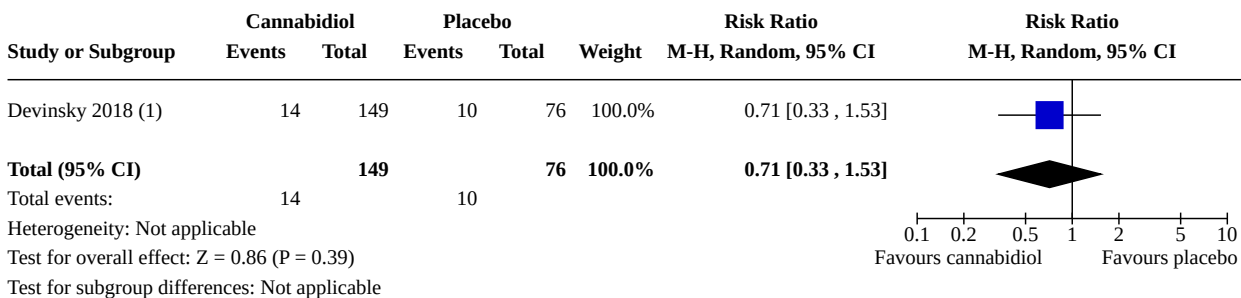 Cannabidiol Placebo Risk Ratio Risk Ratio
Study or Subgroup Events Total Events Total Weight M-H, Random, 95% CI M-H, Random, 95% CI
Devinsky 2018 (1) 14 149 10 76 100.0% 0.71 [0.33 , 1.53]
Total (95% CI) 149 76 100.0% 0.71 [0.33 , 1.53]
Total events: 14 10
Heterogeneity: Not applicable
0.1 0.2 0.5 1 2 5 10
Test for overall effect: Z = 0.86 (P = 0.39)
Favours cannabidiol Favours placebo
Test for subgroup differences: Not applicable